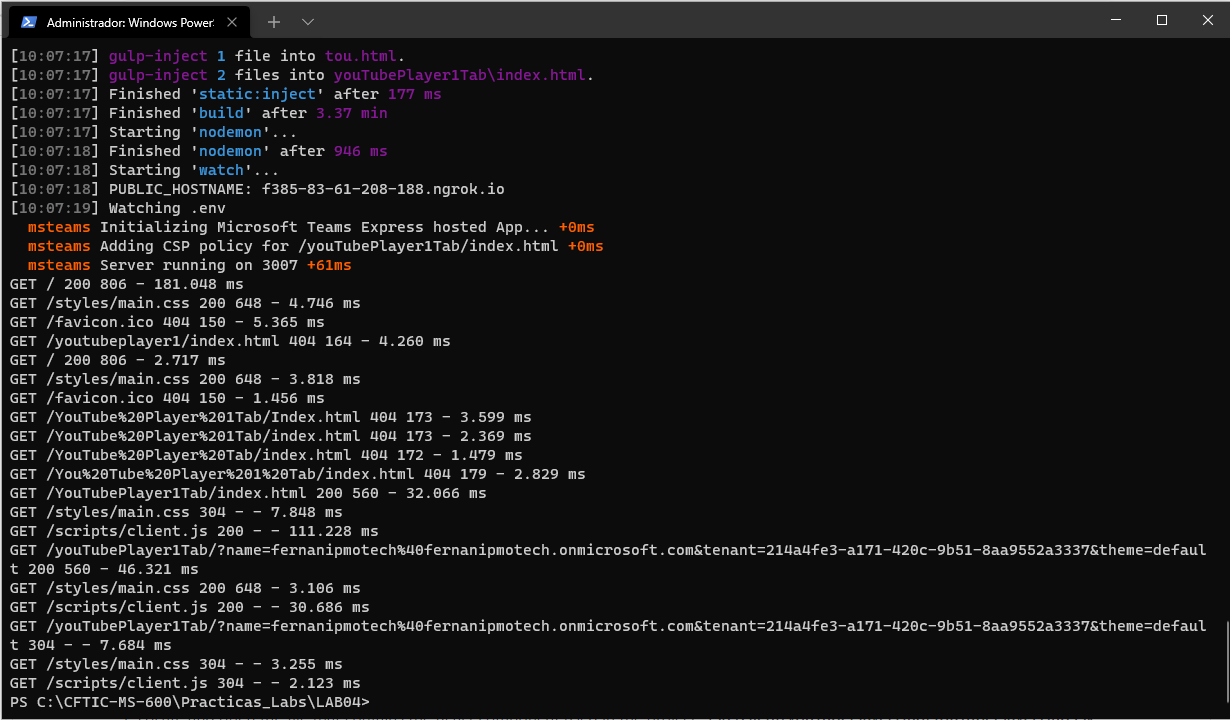 Administrador: Windows Power
[10:07:17] gulp-inject 1 file into tou.html.
[10:07:17] gulp-inject 2 files into youTubePlayer1Tab\index.html.
[10:07:17] Finished 'static:inject' after 177 ms
[10:07:17] Finished 'build' after 3.37 min
[10:07:17] Starting 'nodemon'...
[10:07:18] Finished 'nodemon' after 946 ms
[10:07:18] Starting 'watch'...
[10:07:18] PUBLIC_HOSTNAME: f385-83-61-208-188.ngrok.io
[10:07:19] Watching .env
msteams Initializing Microsoft Teams Express hosted App... +0ms
msteams Adding CSP policy for /youTubePlayer1Tab/index.html +0ms
msteams Server running on 3007 +61ms
GET / 200 806 - 181.048 ms
GET /styles/main.css 200 648 - 4.746 ms
GET /favicon.ico 404 150 - 5.365 ms
GET /youtubeplayer1/index.html 404 164 - 4.260 ms
GET / 200 806 - 2.717 ms
GET /styles/main.css 200 648 - 3.818 ms
GET /favicon.ico 404 150 - 1.456 ms
GET /YouTube%20Player%201Tab/Index.html 404 173 - 3.599 ms
GET /YouTube%20Player%201Tab/index.html 404 173 - 2.369 ms
GET /YouTube%20Player%20Tab/index.html 404 172 - 1.479 ms
GET /You%20Tube%20Player%201%20Tab/index.html 404 179 - 2.829 ms
GET /YouTubePlayer1Tab/index.html 200 560 - 32.066 ms
GET /styles/main.css 304 - - 7.848 ms
GET /scripts/client.js 200 - - 111.228 ms
GET /youTubePlayer1Tab/?name=fernanipmotech%40fernanipmotech.onmicrosoft.com&tenant=214a4fe3-a171-420c-9b51-8aa9552a3337&theme=defaul
t 200 560 - 46.321 ms
GET /styles/main.css 200 648 - 3.106 ms
GET /scripts/client.js 200 - - 30.686 ms
GET /youTubePlayer1Tab/?name=fernanipmotech%40fernanipmotech.onmicrosoft.com&tenant=214a4fe3-a171-420c-9b51-8aa9552a3337&theme=defaul
t 304 - - 7.684 ms
GET /styles/main.css 304 - - 3.255 ms
GET /scripts/client.js 304 - - 2.123 ms
PS C:\CFTIC-MS-600\Practicas_Labs\LAB04>